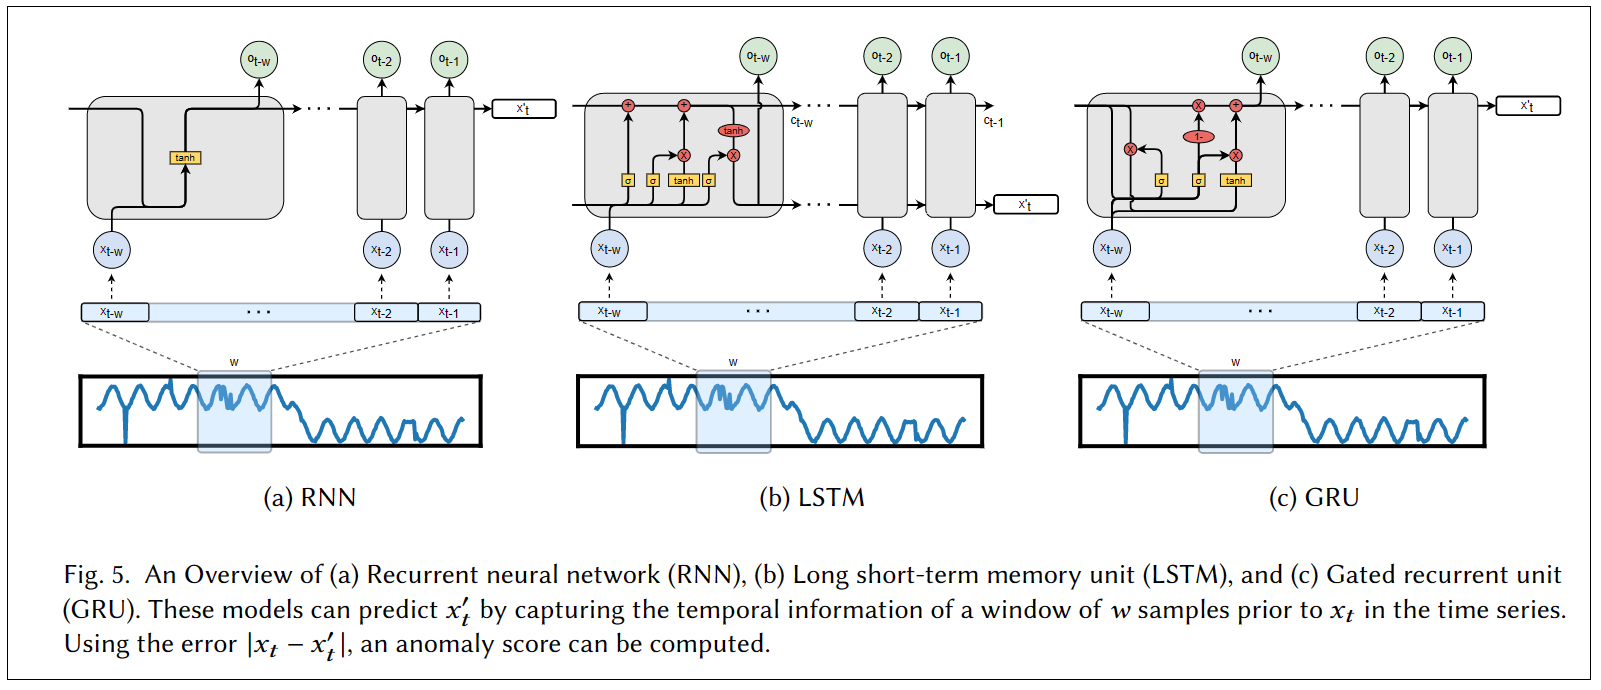 O_{t-w} O_{t-2} O_{t-1}
tanh
x'_t
x_{t-w} x_{t-2} x_{t-1}
x_{t-w} ... x_{t-2} x_{t-1}
w
(a) RNN
O_{t-w} O_{t-2} O_{t-1}
+ + ...
c_{t-w} c_{t-1}
tanh
x x
σ σ tanh σ
x'_t
x_{t-w} x_{t-2} x_{t-1}
x_{t-w} ... x_{t-2} x_{t-1}
w
(b) LSTM
O_{t-w} O_{t-2} O_{t-1}
x + ... x'_t
1-
x x
σ σ tanh
x_{t-w} x_{t-2} x_{t-1}
x_{t-w} ... x_{t-2} x_{t-1}
w
(c) GRU
Fig. 5. An Overview of (a) Recurrent neural network (RNN), (b) Long short-term memory unit (LSTM), and (c) Gated recurrent unit
(GRU). These models can predict x'_t by capturing the temporal information of a window of w samples prior to x_t in the time series.
Using the error |x_t − x'_t|, an anomaly score can be computed.